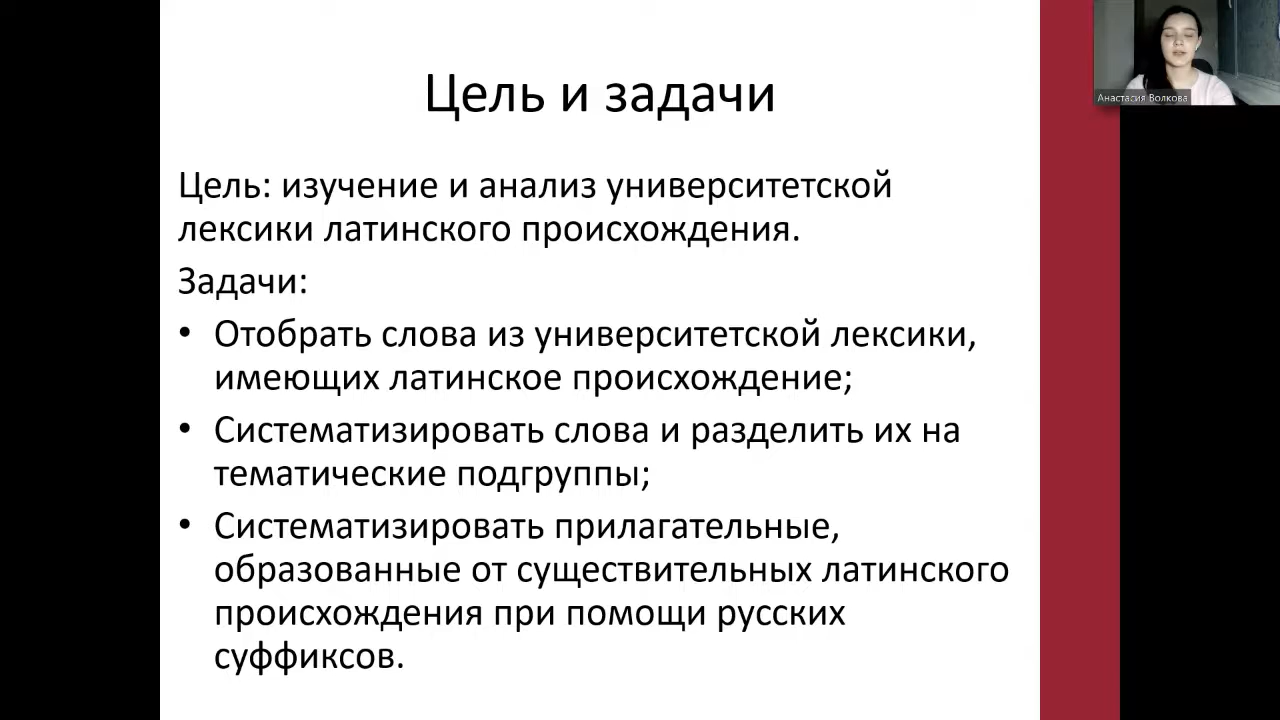 Цель и задачи
Анастасия Волкова
Цель: изучение и анализ университетской
лексики латинского происхождения.
Задачи:
• Отобрать слова из университетской лексики,
имеющих латинское происхождение;
• Систематизировать слова и разделить их на
тематические подгруппы;
• Систематизировать прилагательные,
образованные от существительных латинского
происхождения при помощи русских
суффиксов.